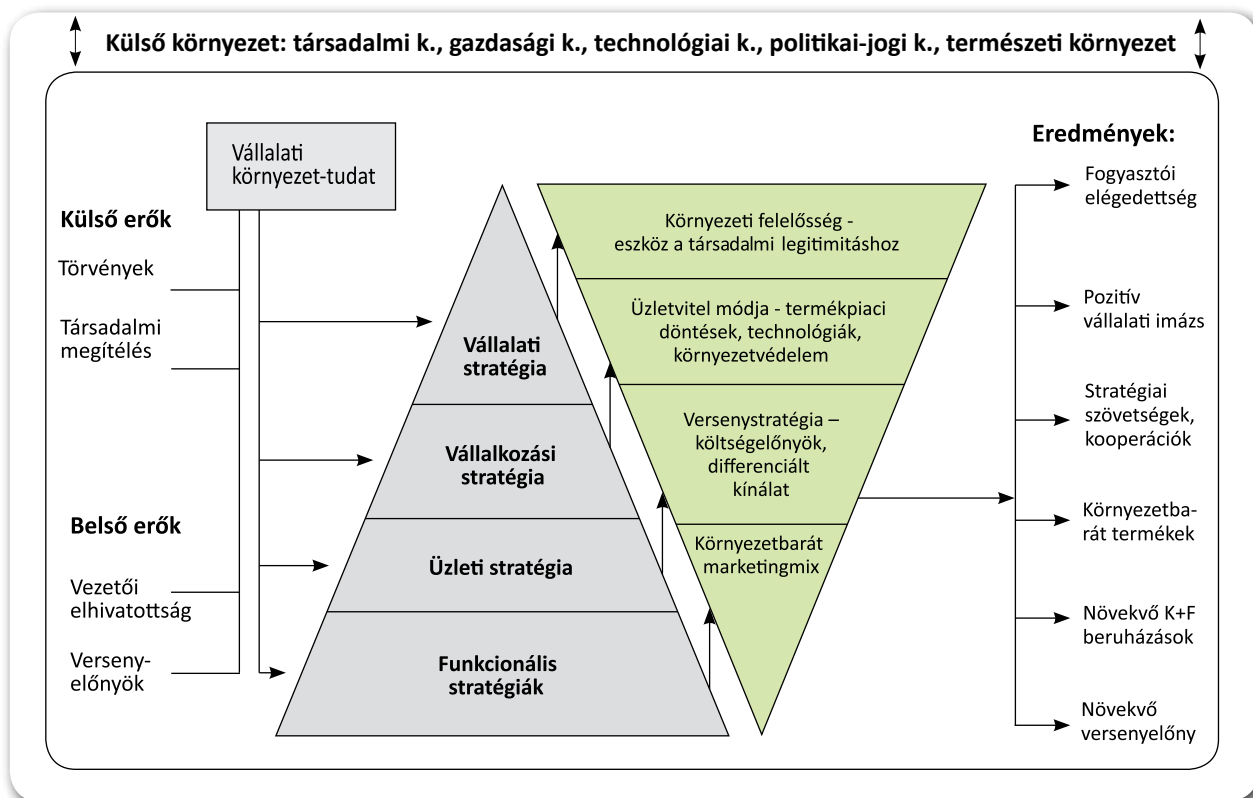 Külső környezet: társadalmi k., gazdasági k., technológiai k., politikai-jogi k., természeti környezet
Vállalati
környezet-tudat
Külső erők
Törvények
Társadalmi
megítélés
Belső erők
Vezetői
elhivatottság
Verseny-
előnyök
Vállalati
stratégia
Vállalkozási
stratégia
Üzleti stratégia
Funkcionális
stratégiák
Környezeti felelősség -
eszköz a társadalmi legitimitáshoz
Üzletvitel módja - termékpiaci
döntések, technológiák,
környezetvédelem
Versenystratégia –
költségelőnyök,
differenciált
kínálat
Környezetbarát
marketingmix
Eredmények:
Fogyasztói
elégedettség
Pozitív
vállalati imázs
Stratégiai
szövetségek,
kooperációk
Környezetba-
rát termékek
Növekvő K+F
beruházások
Növekvő
versenyelőny